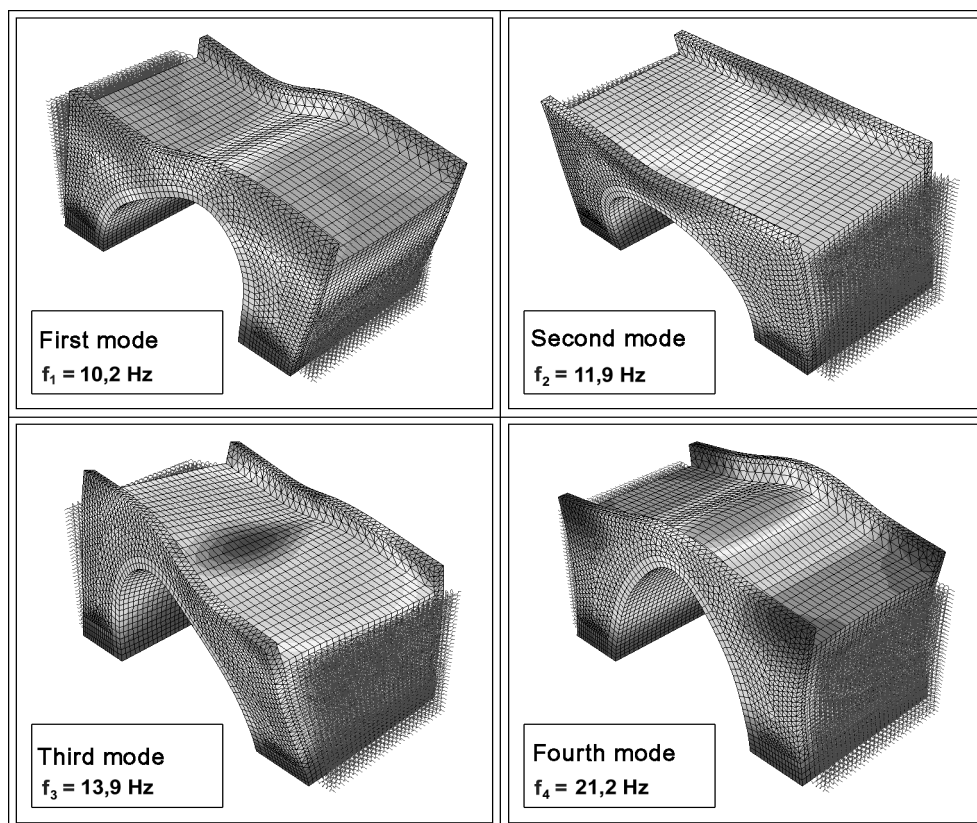 First mode
f₁ = 10,2 Hz
Second mode
f₂ = 11,9 Hz
Third mode
f₃ = 13,9 Hz
Fourth mode
f₄ = 21,2 Hz